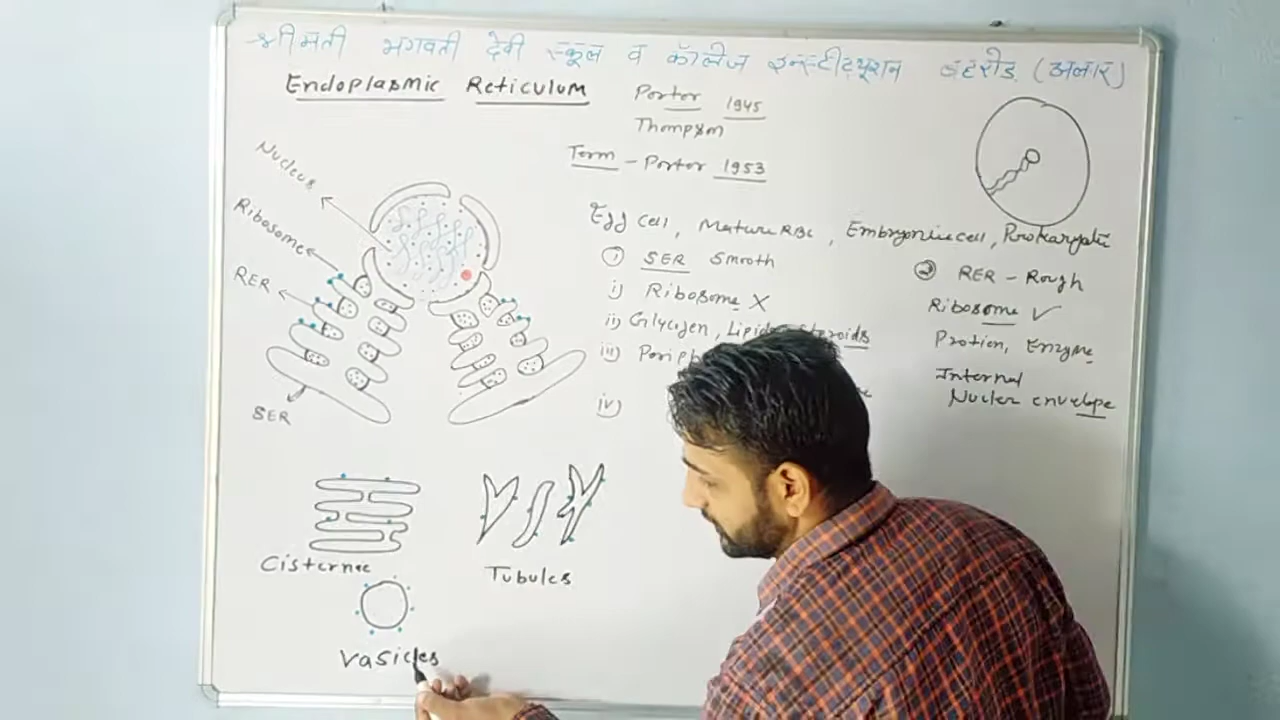 श्रीमती भगवती देवी स्कूल व कॉलेज इन्स्टीट्यूशन बहरोड़ (अलवर)
Endoplasmic Reticulum
Porter 1945
Thompson
Term - Porter 1953
Nucleus
Ribosome
RER
SER
Egg cell, Mature RBC, Embryonic cell, Prokaryotic
① SER Smooth
i) Ribosome X
ii) Glycogen, Lipids, Steroids
iii) Periph
iv)
② RER - Rough
Ribosome ✓
Protien, Enzyme
Internal
Nucler envelope
Cisternae
Tubules
Vasicles